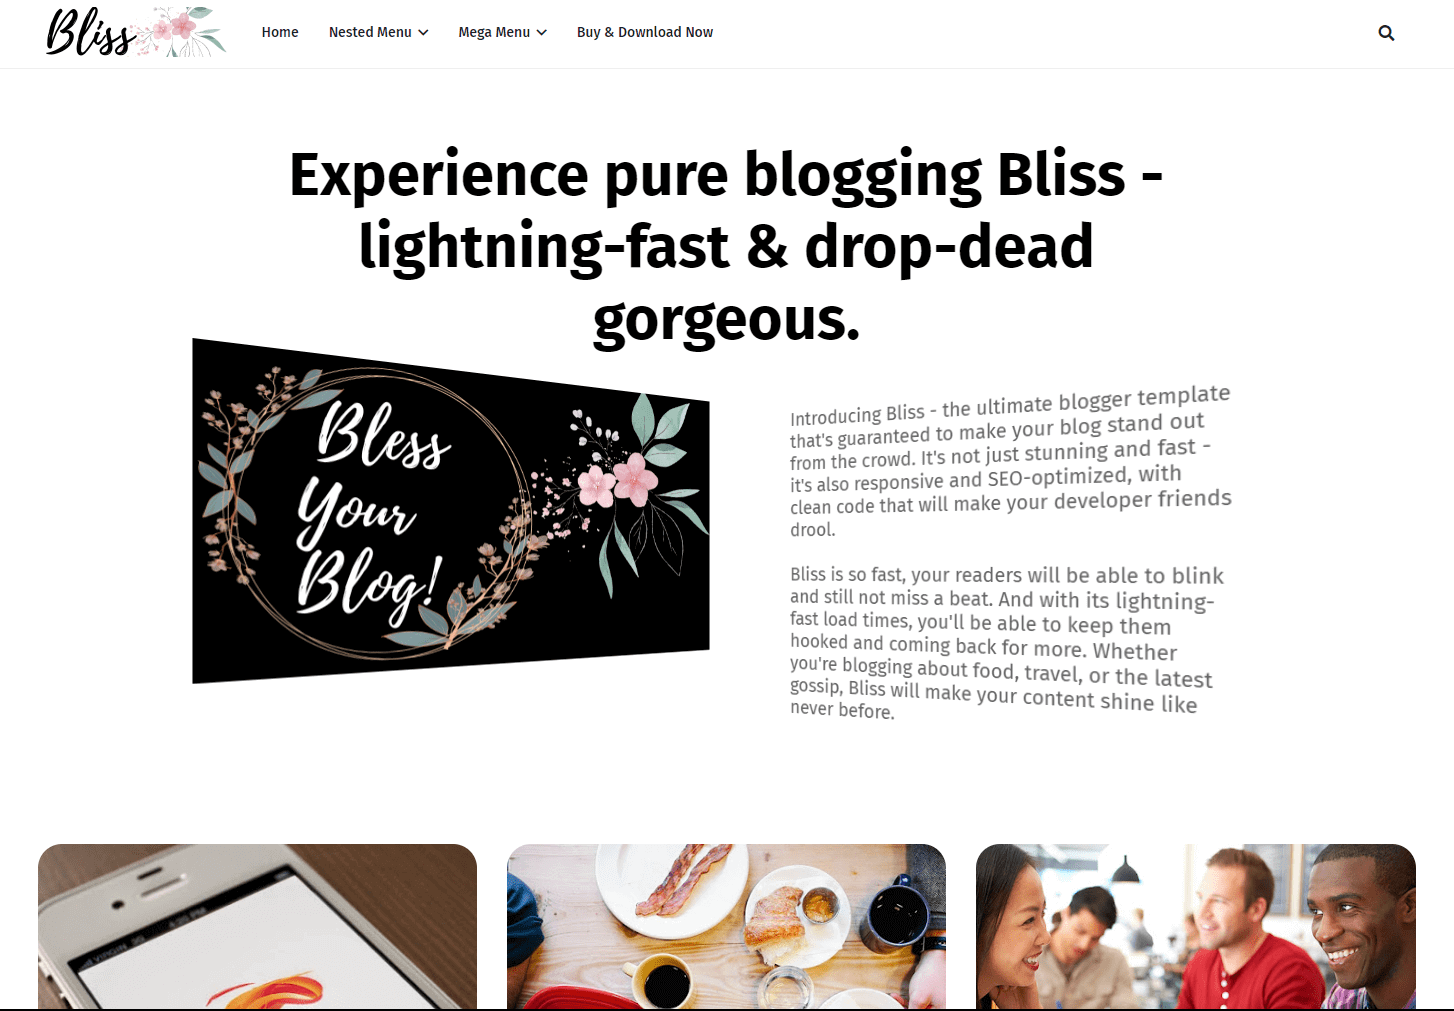 Bliss
Home
Nested Menu
Mega Menu
Buy & Download Now
Experience pure blogging Bliss -
lightning-fast & drop-dead
gorgeous.
Bless
Your
Blog!
Introducing Bliss - the ultimate blogger template
that's guaranteed to make your blog stand out
from the crowd. It's not just stunning and fast -
it's also responsive and SEO-optimized, with
clean code that will make your developer friends
drool.
Bliss is so fast, your readers will be able to blink
and still not miss a beat. And with its lightning-
fast load times, you'll be able to keep them
hooked and coming back for more. Whether
you're blogging about food, travel, or the latest
gossip, Bliss will make your content shine like
never before.